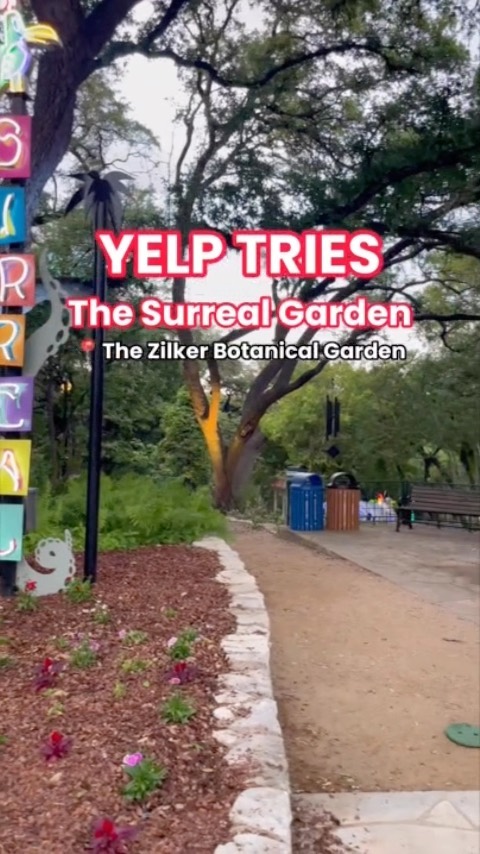 YELP TRIES
The Surreal Garden
📍 The Zilker Botanical Garden
S
U
R
R
E
A
L